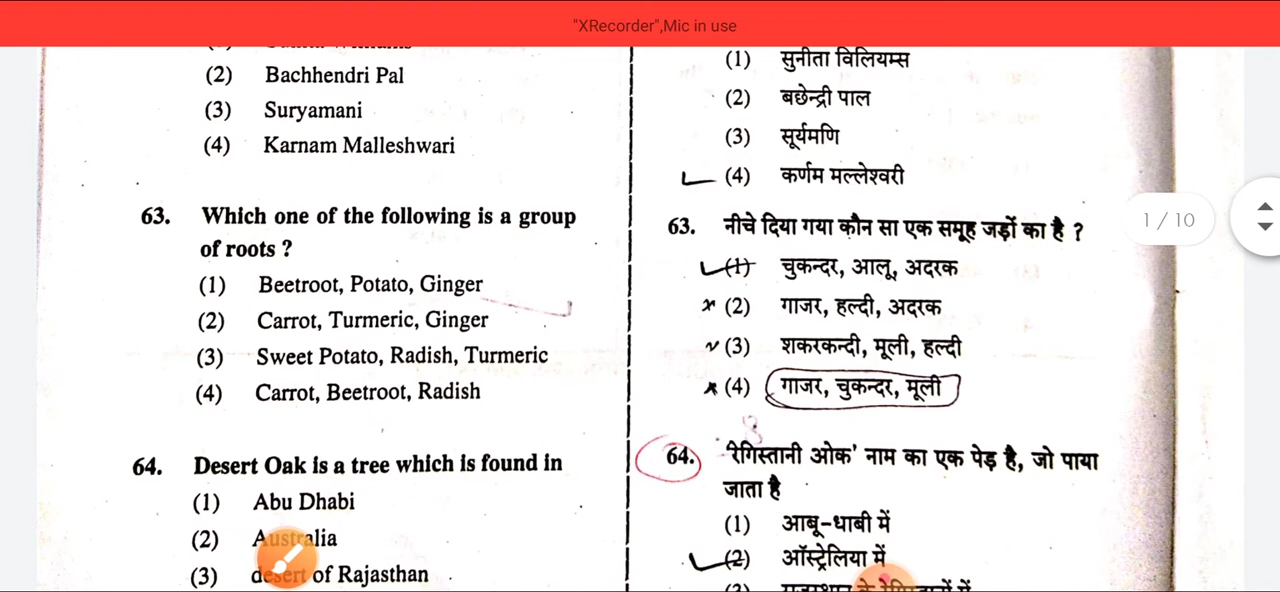 "XRecorder",Mic in use
(2) Bachhendri Pal
(3) Suryamani
(4) Karnam Malleshwari
63. Which one of the following is a group
of roots ?
(1) Beetroot, Potato, Ginger
(2) Carrot, Turmeric, Ginger
(3) Sweet Potato, Radish, Turmeric
(4) Carrot, Beetroot, Radish
64. Desert Oak is a tree which is found in
(1) Abu Dhabi
(2) Australia
(3) desert of Rajasthan
(1) सुनीता विलियम्स
(2) बछेन्द्री पाल
(3) सूर्यमणि
(4) कर्णम मल्लेश्वरी
63. नीचे दिया गया कौन सा एक समूह जड़ों का है ?
(1) चुकन्दर, आलू, अदरक
(2) गाजर, हल्दी, अदरक
(3) शकरकन्दी, मूली, हल्दी
(4) गाजर, चुकन्दर, मूली
64. 'रेगिस्तानी ओक' नाम का एक पेड़ है, जो पाया
जाता है
(1) आबू-धाबी में
(2) ऑस्ट्रेलिया में
1 / 10